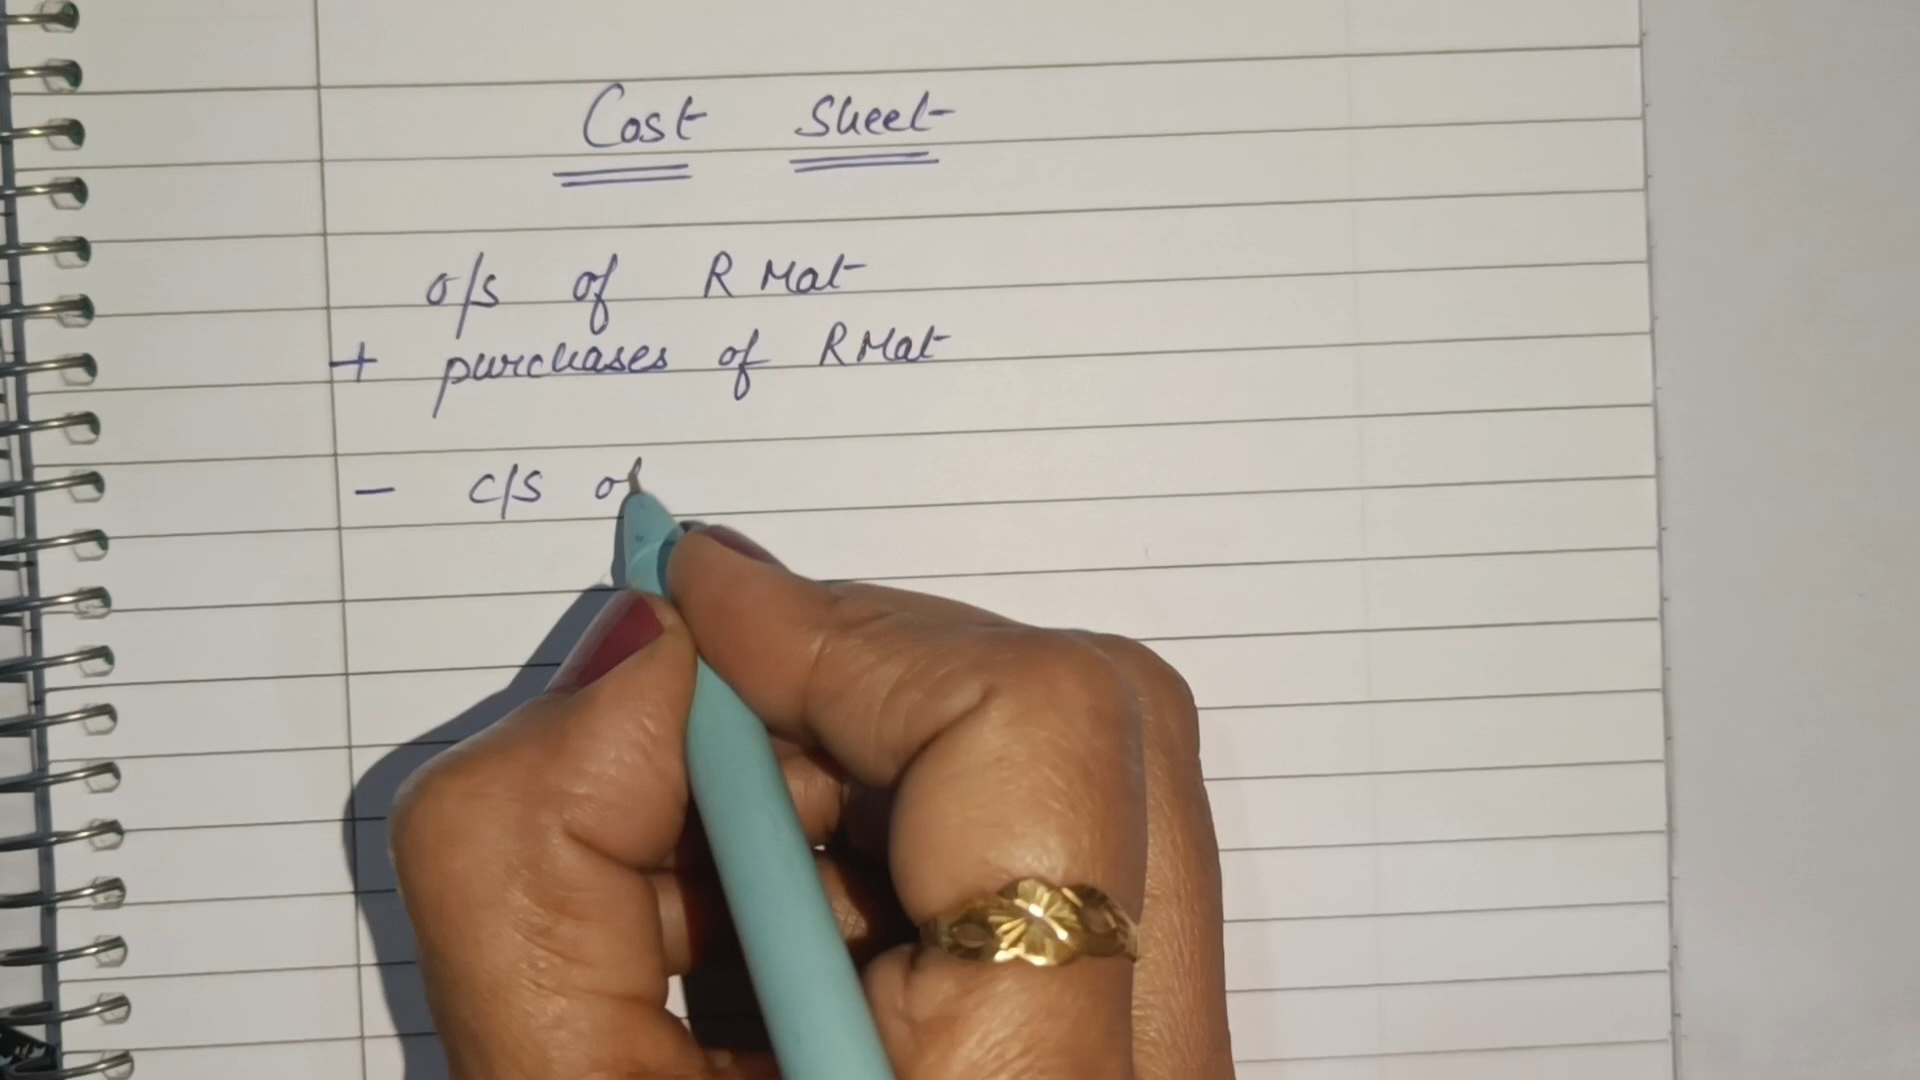 Cost Sheet
o/s of R Mat
+ purchases of R Mat
- c/s of